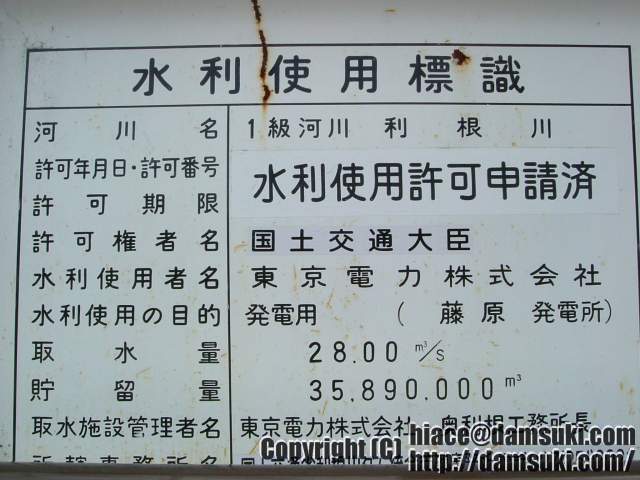 水利使用標識
河川名 1級河川 利根川
許可年月日・許可番号 水利使用許可申請済
許可期限
許可権者名 国土交通大臣
水利使用者名 東京電力株式会社
水利使用の目的 発電用 (藤原発電所)
取水量 28.00 m³/s
貯留量 35,890.000 m³
取水施設管理者名 東京電力株式会社 奥利根工務所長
Copyright (C) hiace@damsuki.com
http://damsuki.com/